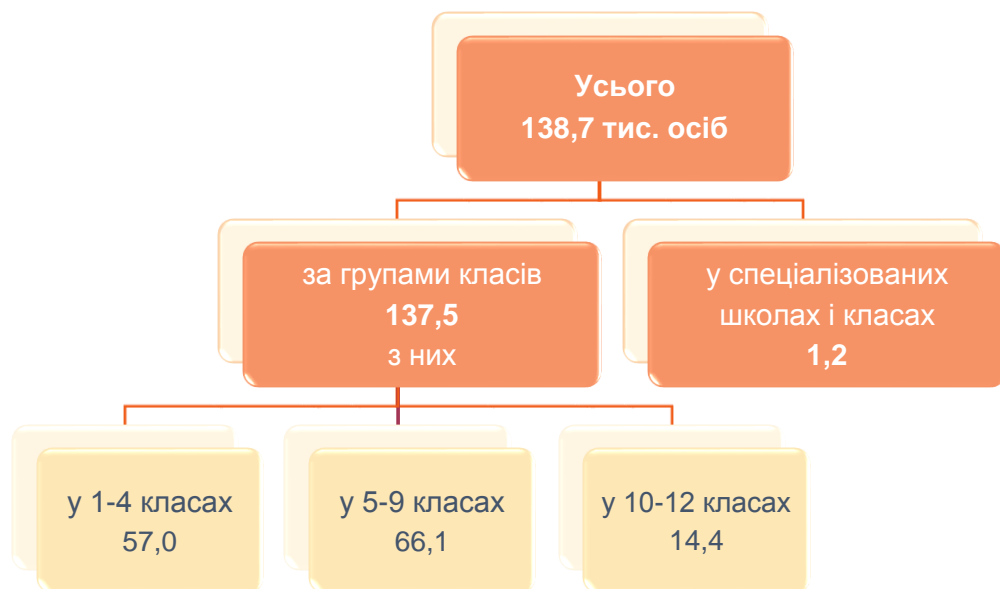 Усього
138,7 тис. осіб
за групами класів
137,5
з них
у спеціалізованих
школах і класах
1,2
у 1-4 класах
57,0
у 5-9 класах
66,1
у 10-12 класах
14,4